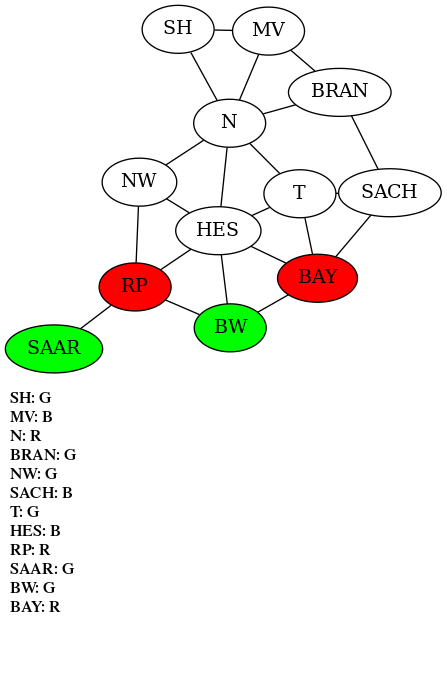 SH
MV
BRAN
N
NW
T
SACH
HES
RP
BAY
BW
SAAR
SH: G
MV: B
N: R
BRAN: G
NW: G
SACH: B
T: G
HES: B
RP: R
SAAR: G
BW: G
BAY: R